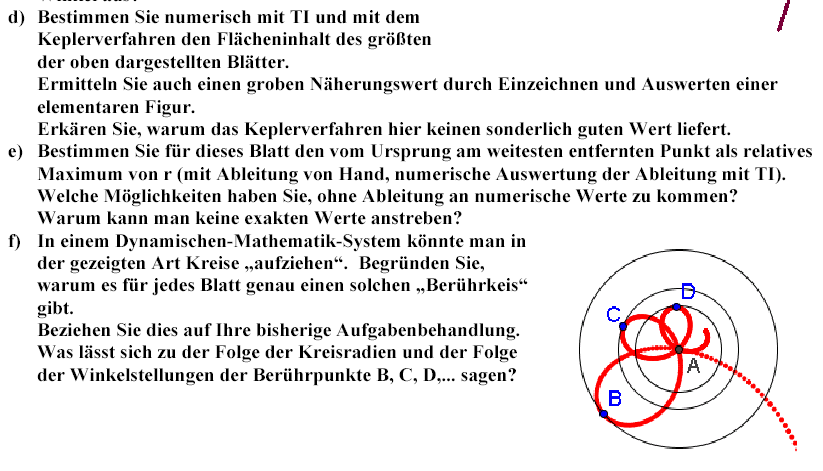 d) Bestimmen Sie numerisch mit TI und mit dem
Keplerverfahren den Flächeninhalt des größten
der oben dargestellten Blätter.
Ermitteln Sie auch einen groben Näherungswert durch Einzeichnen und Auswerten einer
elementaren Figur.
Erkären Sie, warum das Keplerverfahren hier keinen sonderlich guten Wert liefert.
e) Bestimmen Sie für dieses Blatt den vom Ursprung am weitesten entfernten Punkt als relatives
Maximum von r (mit Ableitung von Hand, numerische Auswertung der Ableitung mit TI).
Welche Möglichkeiten haben Sie, ohne Ableitung an numerische Werte zu kommen?
Warum kann man keine exakten Werte anstreben?
f) In einem Dynamischen-Mathematik-System könnte man in
der gezeigten Art Kreise „aufziehen“. Begründen Sie,
warum es für jedes Blatt genau einen solchen „Berührkeis“
gibt.
Beziehen Sie dies auf Ihre bisherige Aufgabenbehandlung.
Was lässt sich zu der Folge der Kreisradien und der Folge
der Winkelstellungen der Berührpunkte B, C, D,... sagen?
D
C
A
B